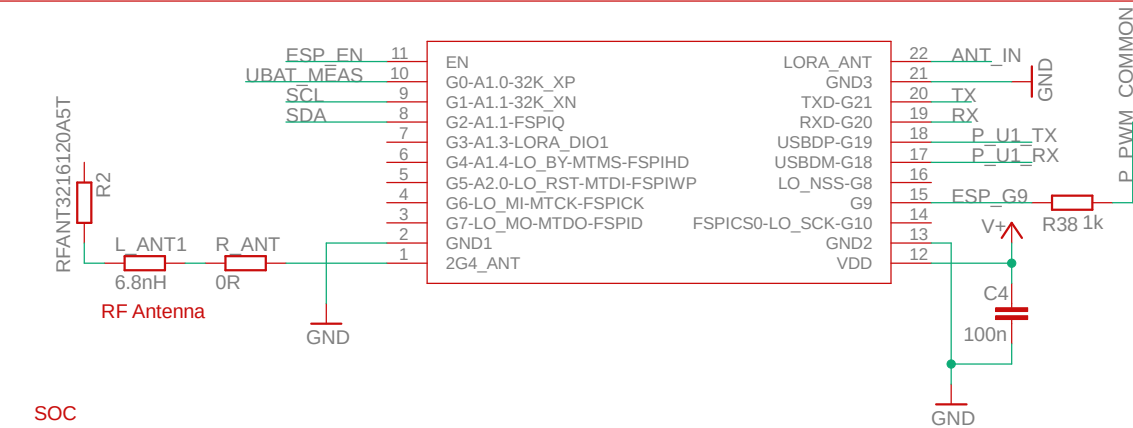 ESP_EN 11 EN
UBAT_MEAS 10 G0-A1.0-32K_XP
SCL 9 G1-A1.1-32K_XN
SDA 8 G2-A1.1-FSPIQ
7 G3-A1.3-LORA_DIO1
6 G4-A1.4-LO_BY-MTMS-FSPIHD
5 G5-A2.0-LO_RST-MTDI-FSPIWP
4 G6-LO_MI-MTCK-FSPICK
3 G7-LO_MO-MTDO-FSPID
2 GND1
1 2G4_ANT
LORA_ANT 22 ANT_IN
GND3 21 GND
TXD-G21 20 TX
RXD-G20 19 RX
USBDP-G19 18 P_U1_TX
USBDM-G18 17 P_U1_RX
LO_NSS-G8 16
G9 15 ESP_G9
FSPICS0-LO_SCK-G10 14
GND2 13
VDD 12
R38 1k
P_PWM_COMMON
V+
C4
100n
GND
RFANT3216120A5T
R2
L_ANT1
6.8nH
R_ANT
0R
RF Antenna
GND
SOC